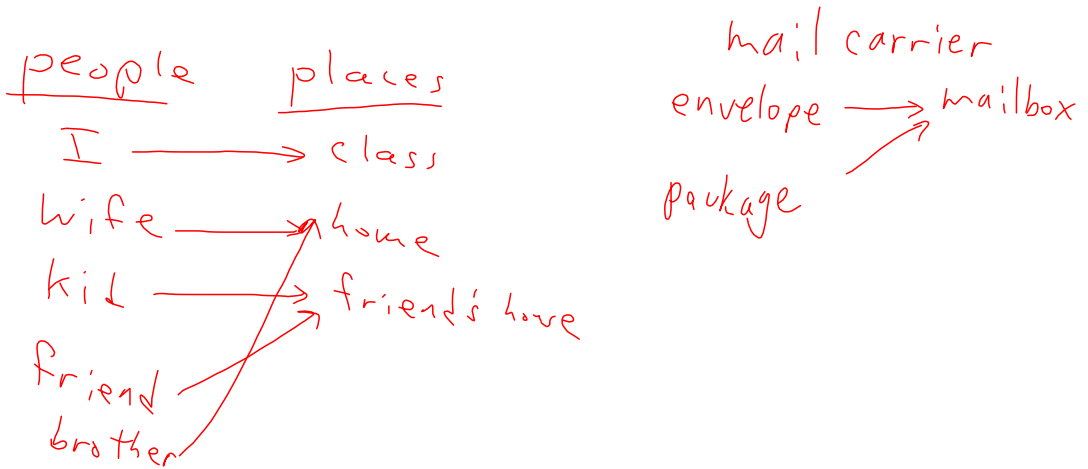 people places
I class
wife home
kid friend's house
friend
brother
mail carrier
envelope mailbox
package